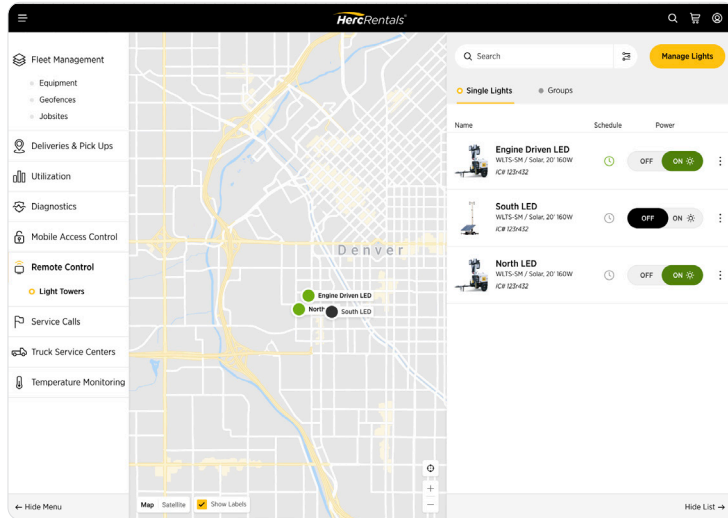 HercRentals
Fleet Management
Equipment
Geofences
Jobsites
Deliveries & Pick Ups
Utilization
Diagnostics
Mobile Access Control
Remote Control
Light Towers
Service Calls
Truck Service Centers
Temperature Monitoring
← Hide Menu
Denver
Engine Driven LED
North
South LED
Map Satellite Show Labels
Search
Manage Lights
Single Lights Groups
Name Schedule Power
Engine Driven LED
WLTS-SM / Solar, 20' 160W
IC# 123r432
OFF ON
South LED
WLTS-SM / Solar, 20' 160W
IC# 123r432
OFF ON
North LED
WLTS-SM / Solar, 20' 160W
IC# 123r432
OFF ON
Hide List →